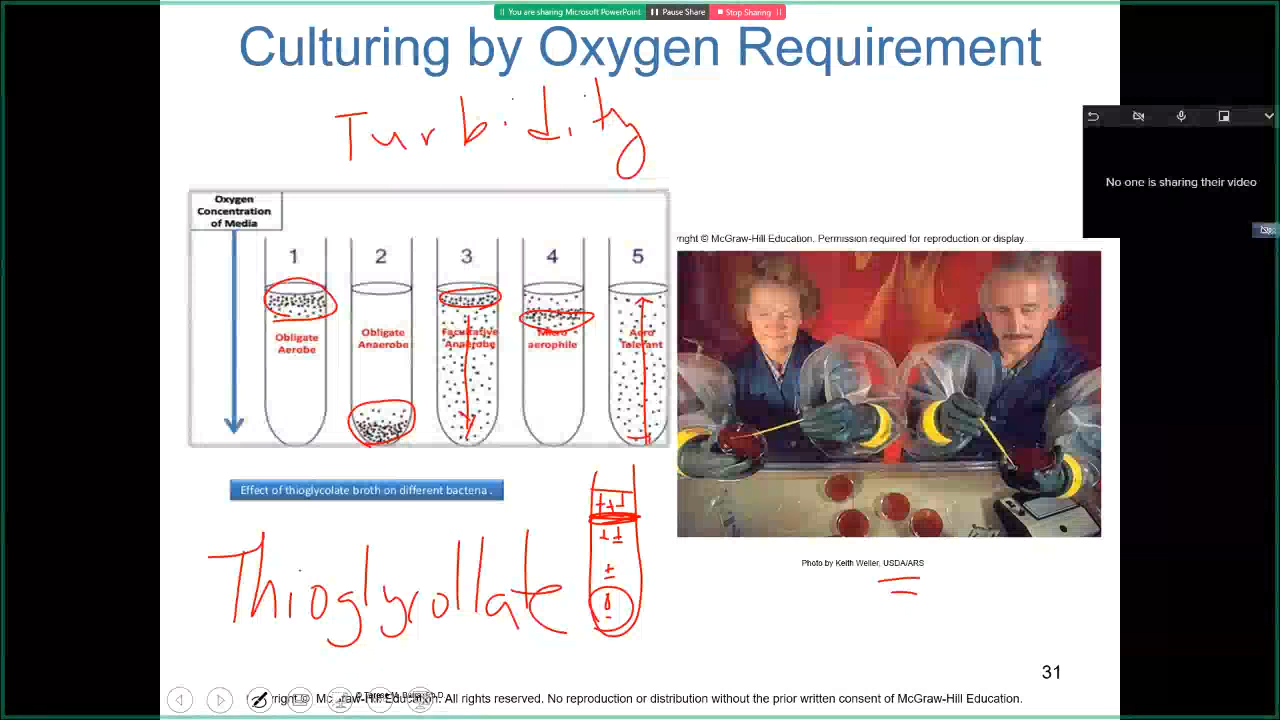 You are sharing Microsoft PowerPoint
Pause Share
Stop Sharing
Culturing by Oxygen Requirement
Turbidity
No one is sharing their video
Oxygen
Concentration
of Media
1 2 3 4 5
Obligate
Aerobe
Obligate
Anaerobe
Facultative
Anaerobe
Micro
aerophile
Aero
Tolerant
© McGraw-Hill Education. Permission required for reproduction or display
Effect of thioglycolate broth on different bactena .
Thioglycollate
+++
++
+
0
-
Photo by Keith Weller, USDA/ARS
31
McGraw-Hill Education. All rights reserved. No reproduction or distribution without the prior written consent of McGraw-Hill Education.